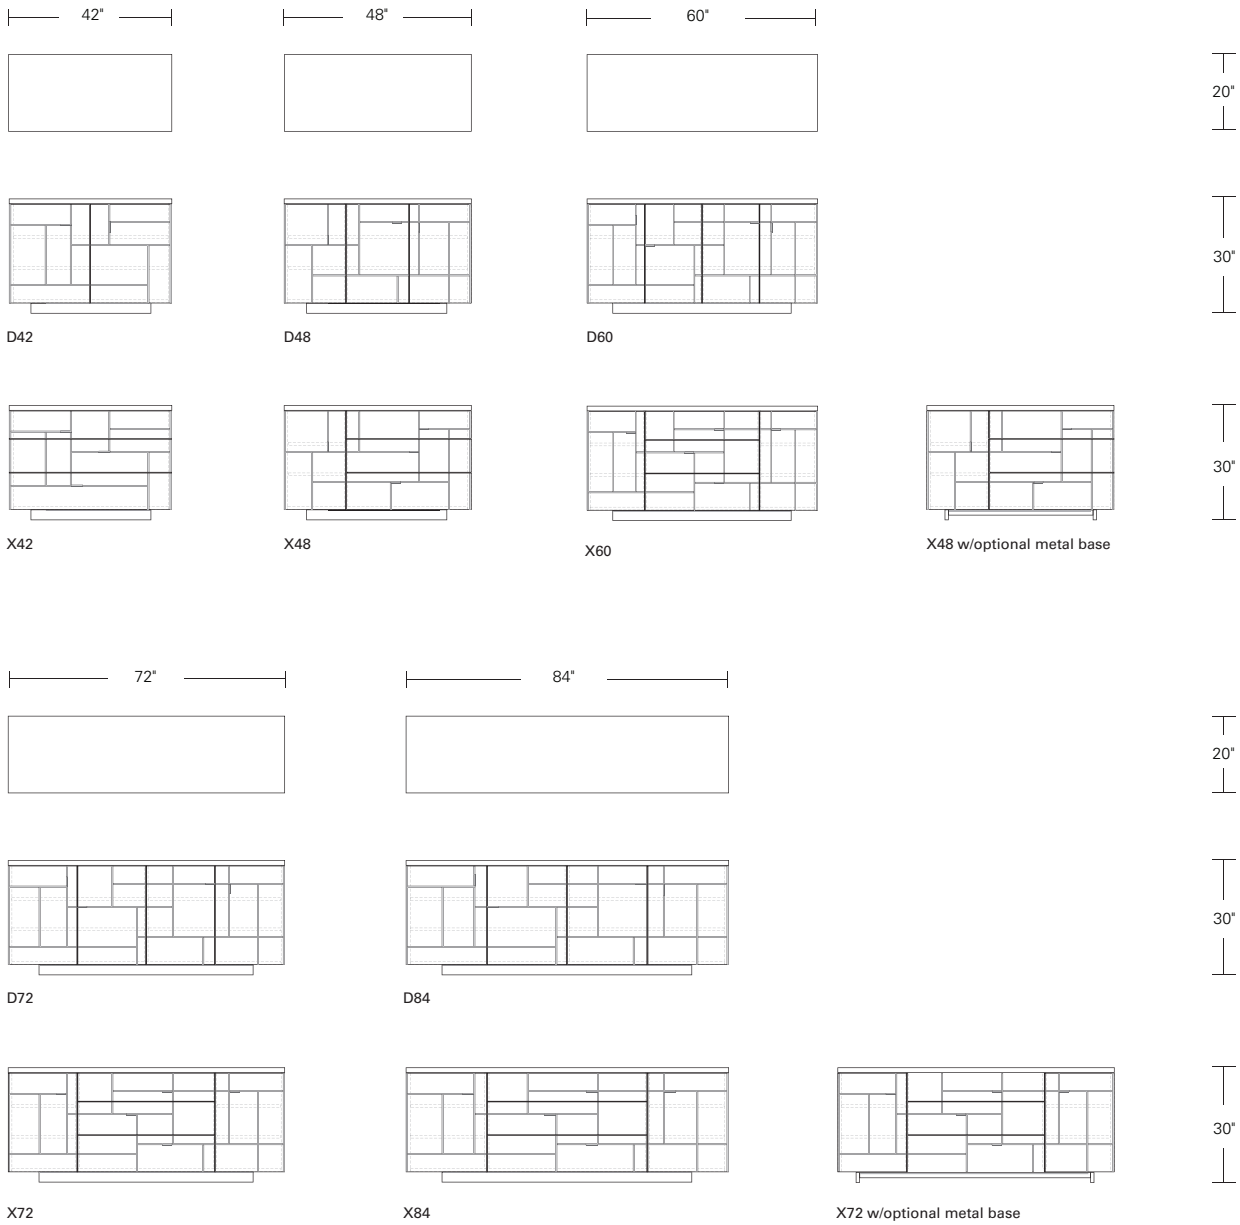 42"
48"
60"
20"
30"
D42
D48
D60
30"
X42
X48
X60
X48 w/optional metal base
72"
84"
20"
30"
D72
D84
30"
X72
X84
X72 w/optional metal base